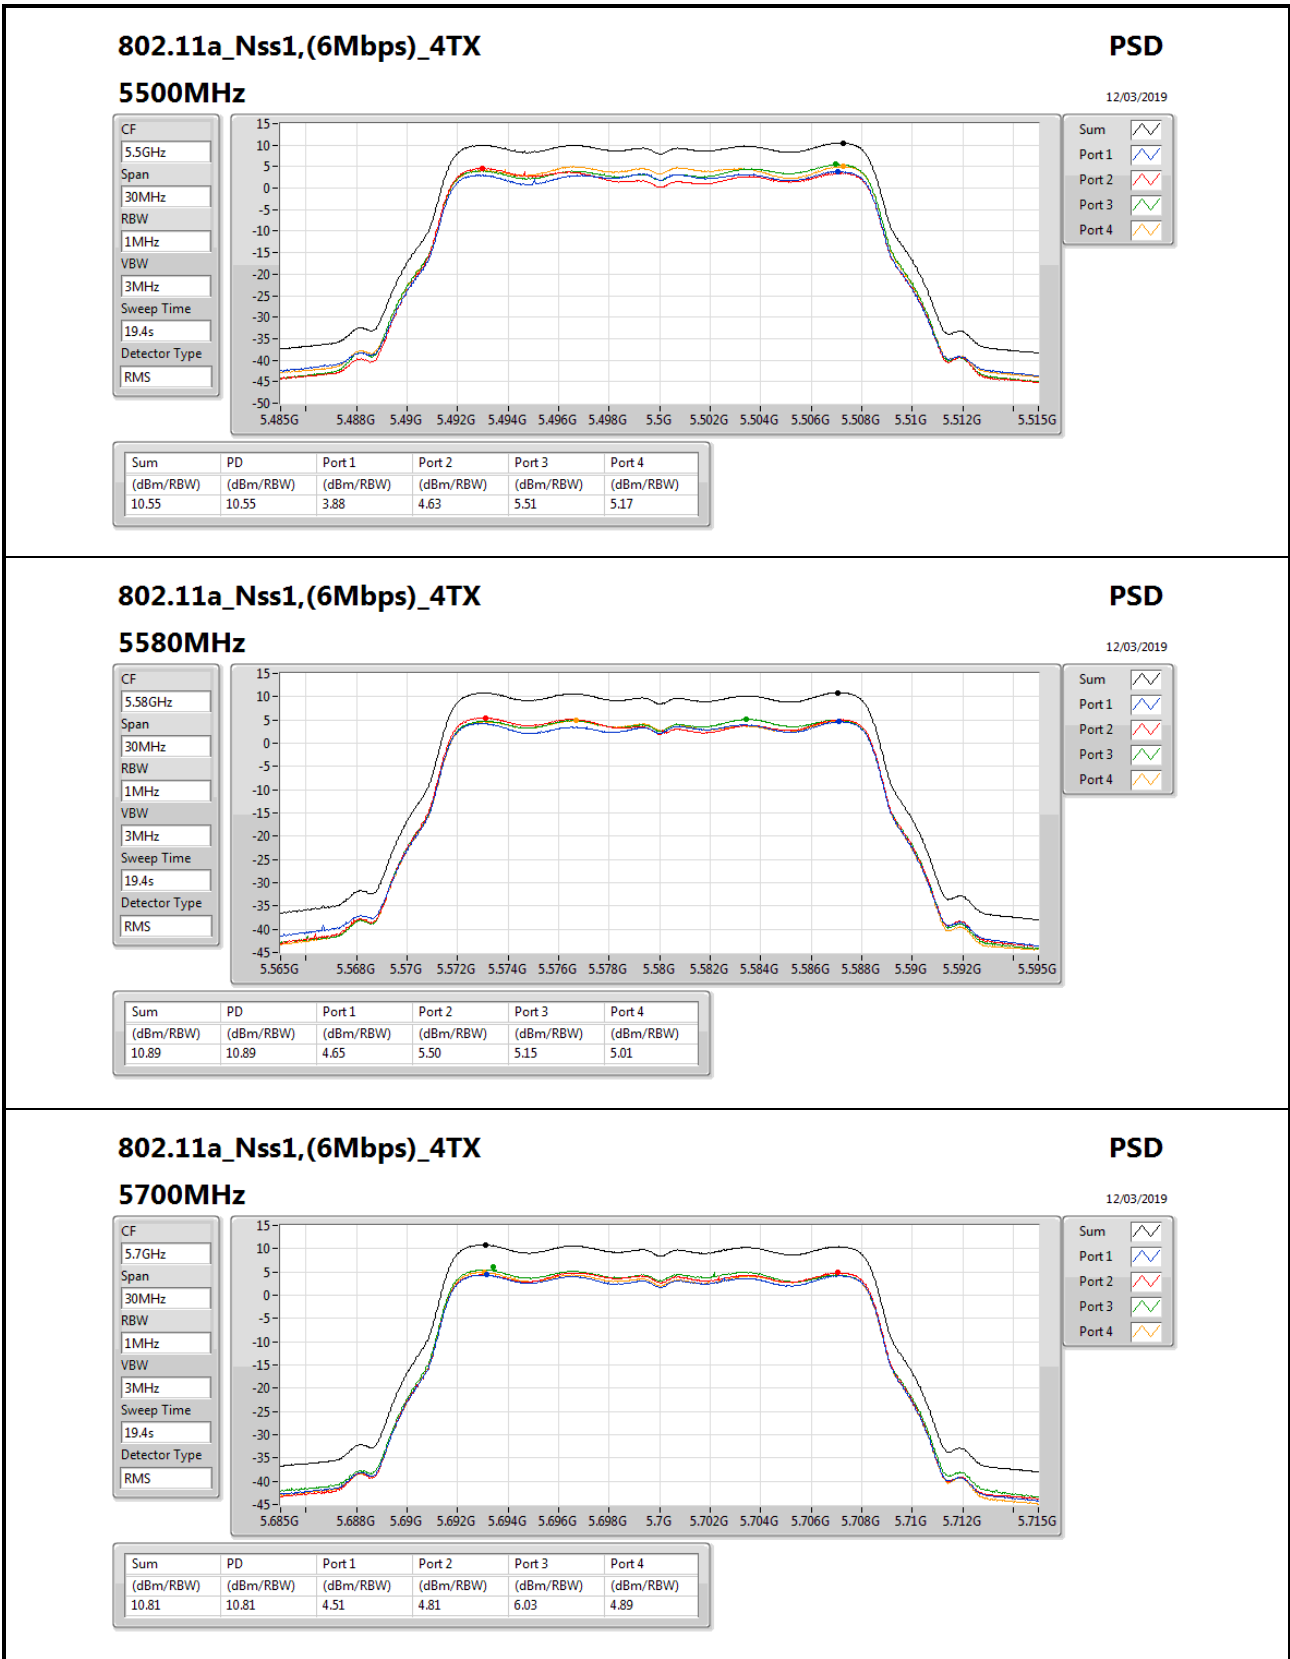 802.11a_Nss1,(6Mbps)_4TX PSD
5500MHz 12/03/2019
CF
5.5GHz
Span
30MHz
RBW
1MHz
VBW
3MHz
Sweep Time
19.4s
Detector Type
RMS
15
10
5
0
-5
-10
-15
-20
-25
-30
-35
-40
-45
-50
5.485G 5.488G 5.49G 5.492G 5.494G 5.496G 5.498G 5.5G 5.502G 5.504G 5.506G 5.508G 5.51G 5.512G 5.515G
Sum
Port 1
Port 2
Port 3
Port 4
Sum PD Port 1 Port 2 Port 3 Port 4
(dBm/RBW) (dBm/RBW) (dBm/RBW) (dBm/RBW) (dBm/RBW) (dBm/RBW)
10.55 10.55 3.88 4.63 5.51 5.17
802.11a_Nss1,(6Mbps)_4TX PSD
5580MHz 12/03/2019
CF
5.58GHz
Span
30MHz
RBW
1MHz
VBW
3MHz
Sweep Time
19.4s
Detector Type
RMS
15
10
5
0
-5
-10
-15
-20
-25
-30
-35
-40
-45
5.565G 5.568G 5.57G 5.572G 5.574G 5.576G 5.578G 5.58G 5.582G 5.584G 5.586G 5.588G 5.59G 5.592G 5.595G
Sum
Port 1
Port 2
Port 3
Port 4
Sum PD Port 1 Port 2 Port 3 Port 4
(dBm/RBW) (dBm/RBW) (dBm/RBW) (dBm/RBW) (dBm/RBW) (dBm/RBW)
10.89 10.89 4.65 5.50 5.15 5.01
802.11a_Nss1,(6Mbps)_4TX PSD
5700MHz 12/03/2019
CF
5.7GHz
Span
30MHz
RBW
1MHz
VBW
3MHz
Sweep Time
19.4s
Detector Type
RMS
15
10
5
0
-5
-10
-15
-20
-25
-30
-35
-40
-45
5.685G 5.688G 5.69G 5.692G 5.694G 5.696G 5.698G 5.7G 5.702G 5.704G 5.706G 5.708G 5.71G 5.712G 5.715G
Sum
Port 1
Port 2
Port 3
Port 4
Sum PD Port 1 Port 2 Port 3 Port 4
(dBm/RBW) (dBm/RBW) (dBm/RBW) (dBm/RBW) (dBm/RBW) (dBm/RBW)
10.81 10.81 4.51 4.81 6.03 4.89